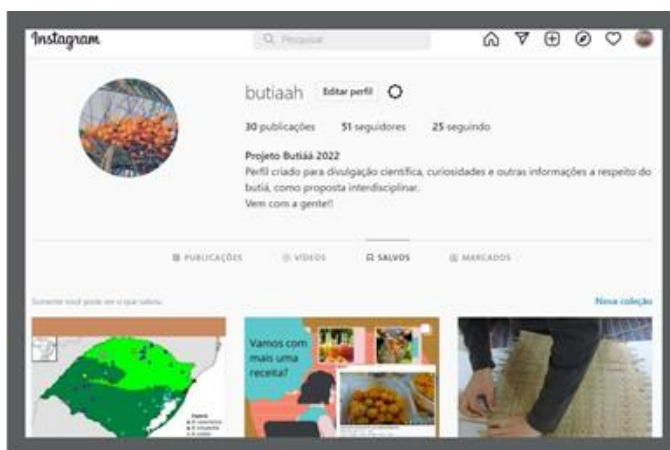 Instagram
Pesquisar
butiaah Editar perfil
30 publicações 51 seguidores 25 seguindo
Projeto Butiáá 2022
Perfil criado para divulgação científica, curiosidades e outras informações a respeito do
butiá, como proposta interdisciplinar.
Vem com a gente!!
PUBLICAÇÕES VÍDEOS SALVOS MARCADOS
Somente você pode ver o que salvou Nova coleção
Vamos com
mais uma
receita?